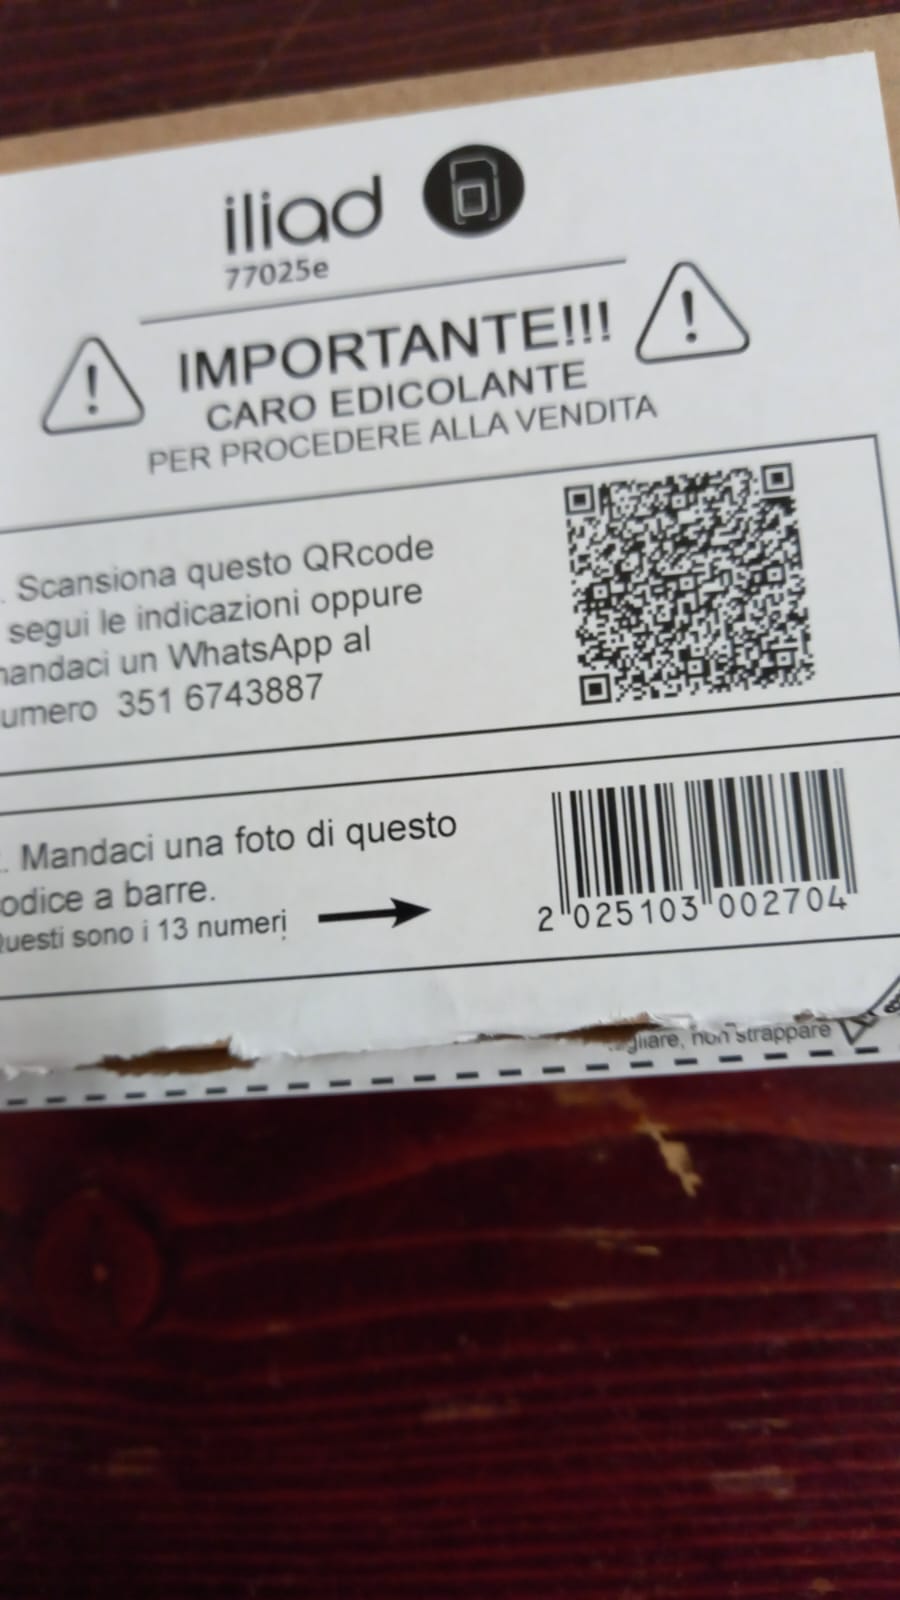 iliad
77025e
IMPORTANTE!!!
CARO EDICOLANTE
PER PROCEDERE ALLA VENDITA
. Scansiona questo QRcode
segui le indicazioni oppure
mandaci un WhatsApp al
umero 351 6743887
. Mandaci una foto di questo
odice a barre.
Questi sono i 13 numeri
2 025103 002704
gliare, non strappare